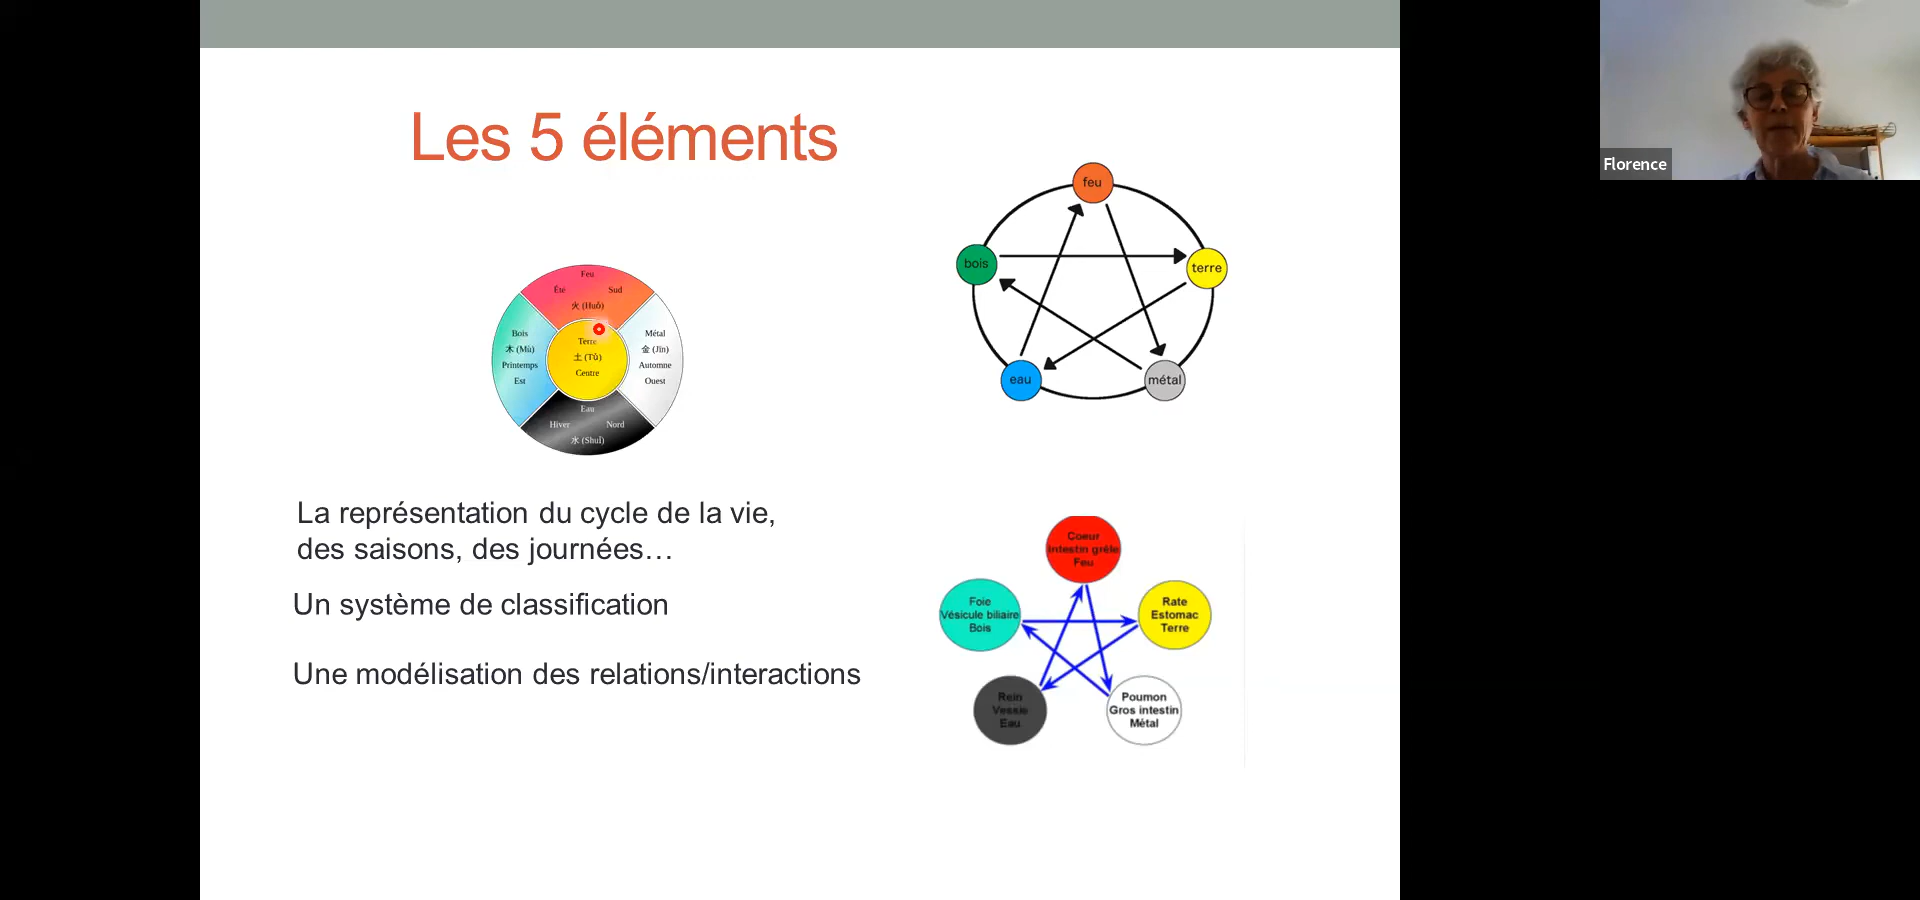 Les 5 éléments
Feu
Été Sud
火 (Huǒ)
Bois
木 (Mù)
Printemps
Est
Terre
土 (Tǔ)
Centre
Métal
金 (Jīn)
Automne
Ouest
Eau
Hiver Nord
水 (Shuǐ)
feu
bois
terre
eau
métal
La représentation du cycle de la vie,
des saisons, des journées…
Un système de classification
Une modélisation des relations/interactions
Coeur
Intestin grêle
Feu
Foie
Vésicule biliaire
Bois
Rate
Estomac
Terre
Rein
Vessie
Eau
Poumon
Gros intestin
Métal
Florence